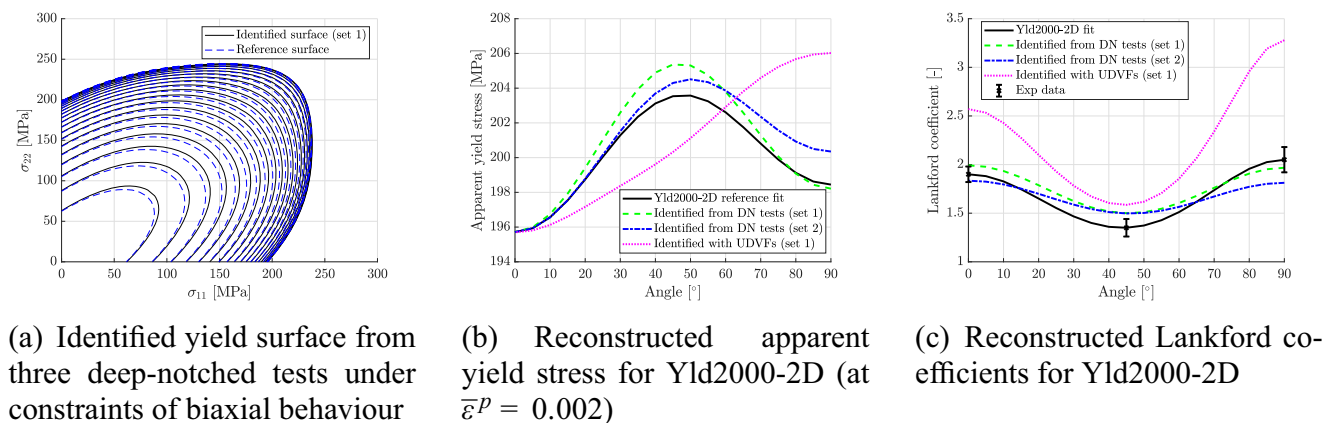 300
250
200
150
100
50
0
σ22 [MPa]
0 50 100 150 200 250 300
σ11 [MPa]
Identified surface (set 1)
Reference surface
208
206
204
202
200
198
196
194
Apparent yield stress [MPa]
0 10 20 30 40 50 60 70 80 90
Angle [°]
Yld2000-2D reference fit
Identified from DN tests (set 1)
Identified from DN tests (set 2)
Identified with UDVFs (set 1)
3.5
3
2.5
2
1.5
1
Lankford coefficient
[-]
0 10 20 30 40 50 60 70 80 90
Angle [°]
Yld2000-2D fit
Identified from DN tests (set 1)
Identified from DN tests (set 2)
Identified with UDVFs (set 1)
Exp data
(a) Identified yield surface from
three deep-notched tests under
constraints of biaxial behaviour
(b) Reconstructed apparent
yield stress for Yld2000-2D (at
ε̅ᵖ = 0.002)
(c) Reconstructed Lankford co-
efficients for Yld2000-2D